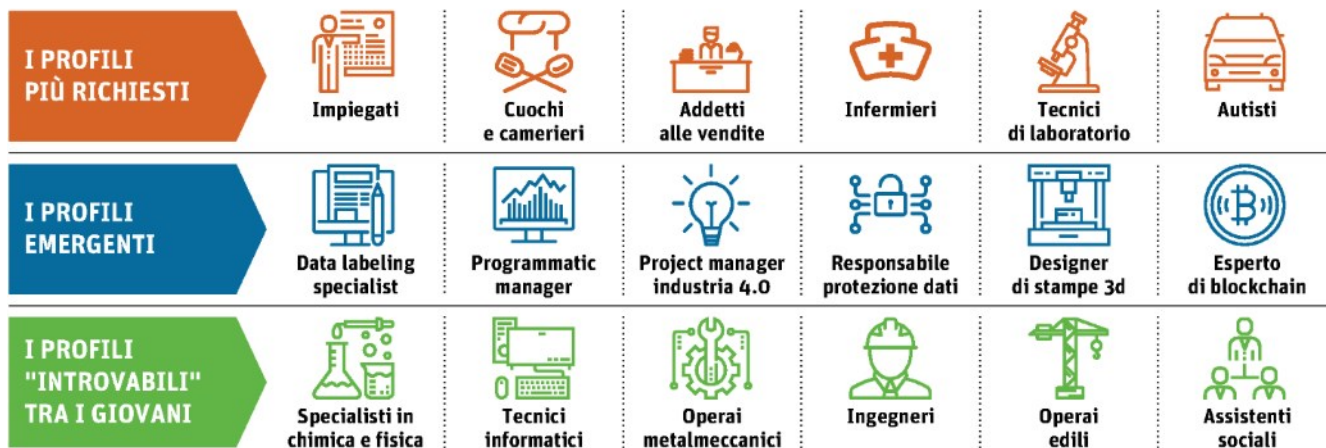 I PROFILI
PIÙ RICHIESTI
Impiegati
Cuochi
e camerieri
Addetti
alle vendite
Infermieri
Tecnici
di laboratorio
Autisti
I PROFILI
EMERGENTI
Data labeling
specialist
Programmatic
manager
Project manager
industria 4.0
Responsabile
protezione dati
Designer
di stampe 3d
Esperto
di blockchain
I PROFILI
"INTROVABILI"
TRA I GIOVANI
Specialisti in
chimica e fisica
Tecnici
informatici
Operai
metalmeccanici
Ingegneri
Operai
edili
Assistenti
sociali